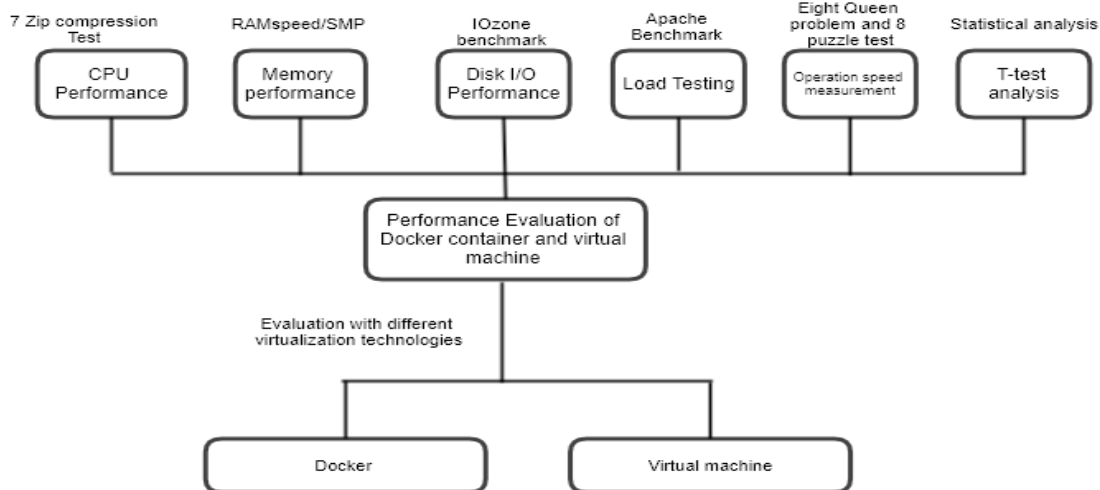 7 Zip compression
Test
RAMspeed/SMP
IOzone
benchmark
Apache
Benchmark
Eight Queen
problem and 8
puzzle test
Statistical analysis
CPU
Performance
Memory
performance
Disk I/O
Performance
Load Testing
Operation speed
measurement
T-test
analysis
Performance Evaluation of
Docker container and virtual
machine
Evaluation with different
virtualization technologies
Docker
Virtual machine